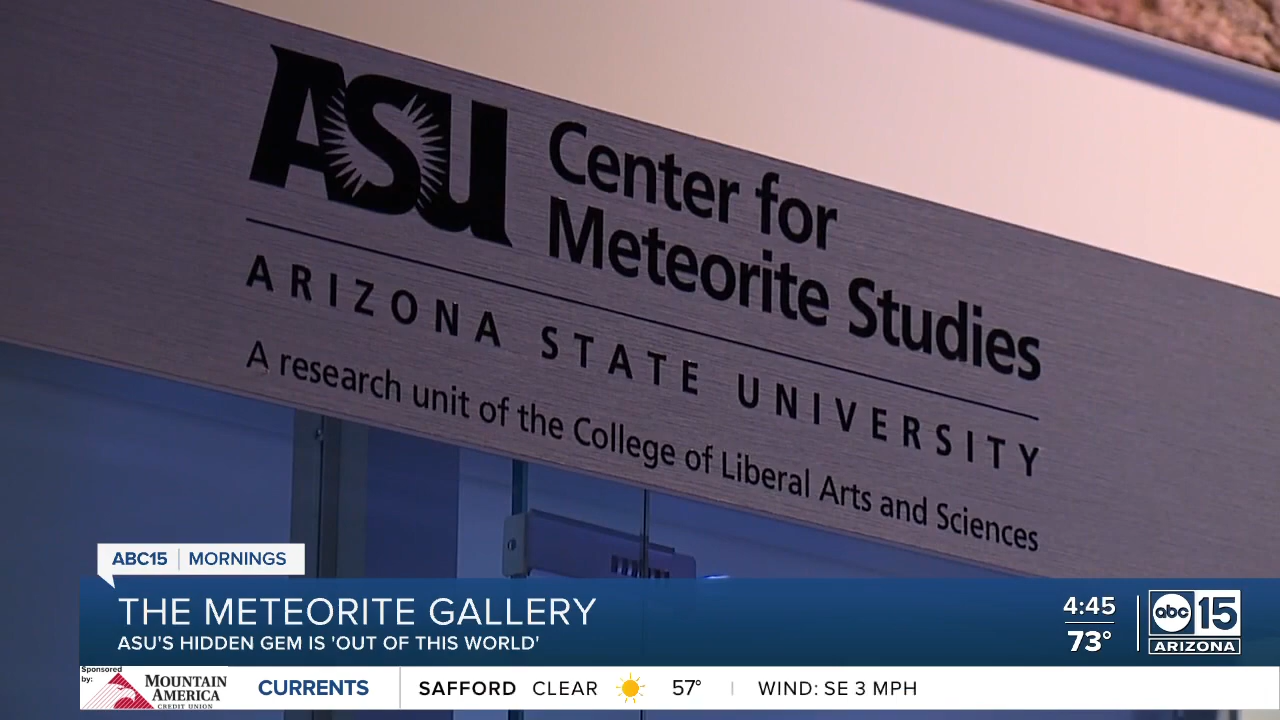 ASU Center for
Meteorite Studies
ARIZONA STATE UNIVERSITY
A research unit of the College of Liberal Arts and Sciences
ABC15 | MORNINGS
THE METEORITE GALLERY
ASU'S HIDDEN GEM IS 'OUT OF THIS WORLD'
4:45
73°
abc 15
ARIZONA
Sponsored
by:
MOUNTAIN
AMERICA
CREDIT UNION
CURRENTS
SAFFORD CLEAR 57° | WIND: SE 3 MPH